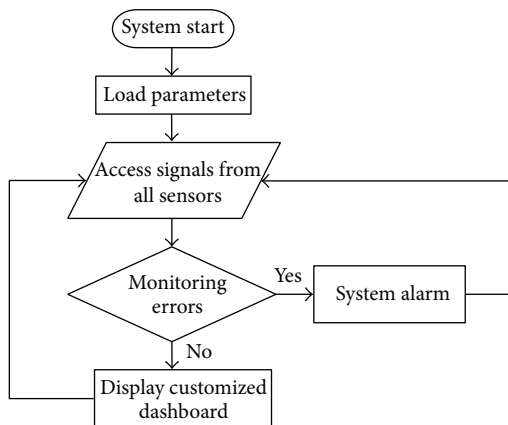 System start
Load parameters
Access signals from
all sensors
Monitoring
errors
Yes
System alarm
No
Display customized
dashboard